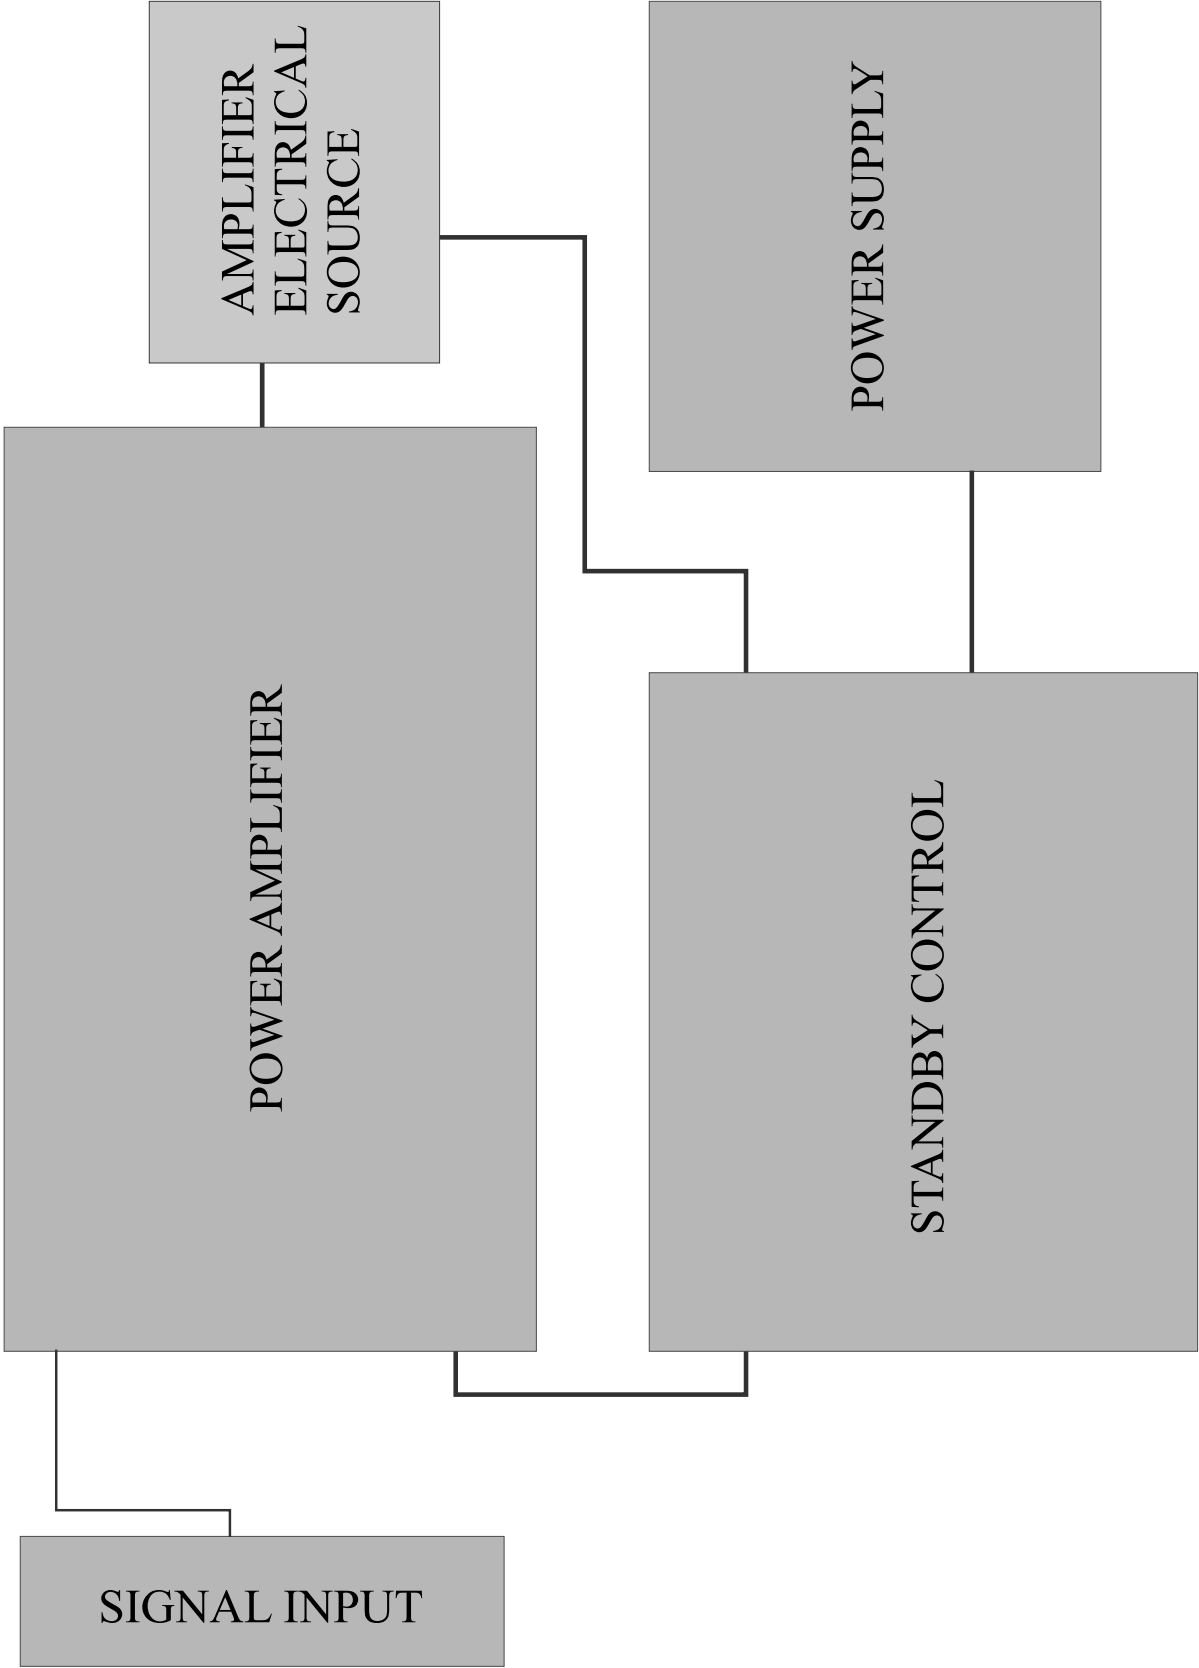 AMPLIFIER
ELECTRICAL
SOURCE
POWER SUPPLY
POWER AMPLIFIER
STANDBY CONTROL
SIGNAL INPUT